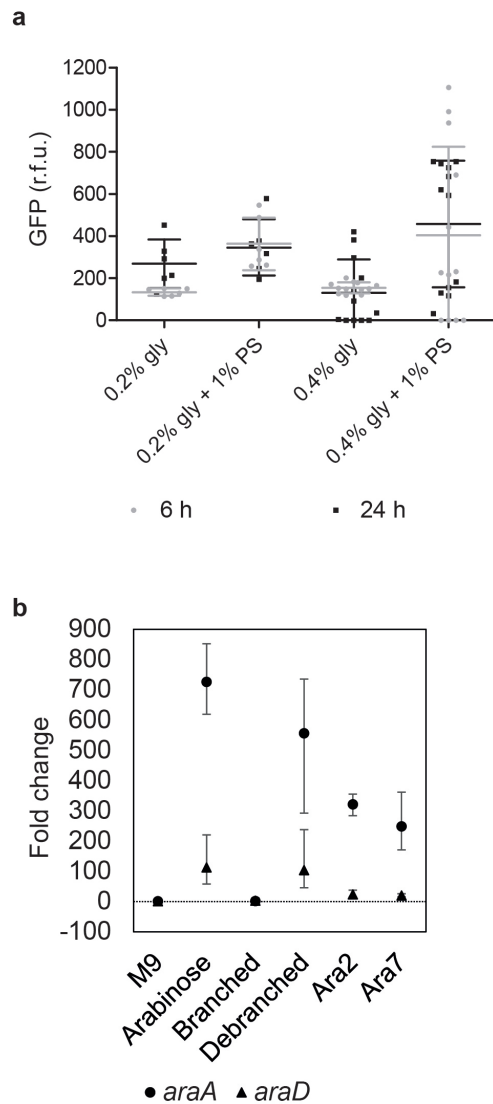 a
GFP (r.f.u.)
1200
1000
800
600
400
200
0
0.2% gly
0.2% gly + 1% PS
0.4% gly
0.4% gly + 1% PS
6 h
24 h
b
Fold change
900
800
700
600
500
400
300
200
100
0
-100
M9
Arabinose
Branched
Debranched
Ara2
Ara7
araA
araD